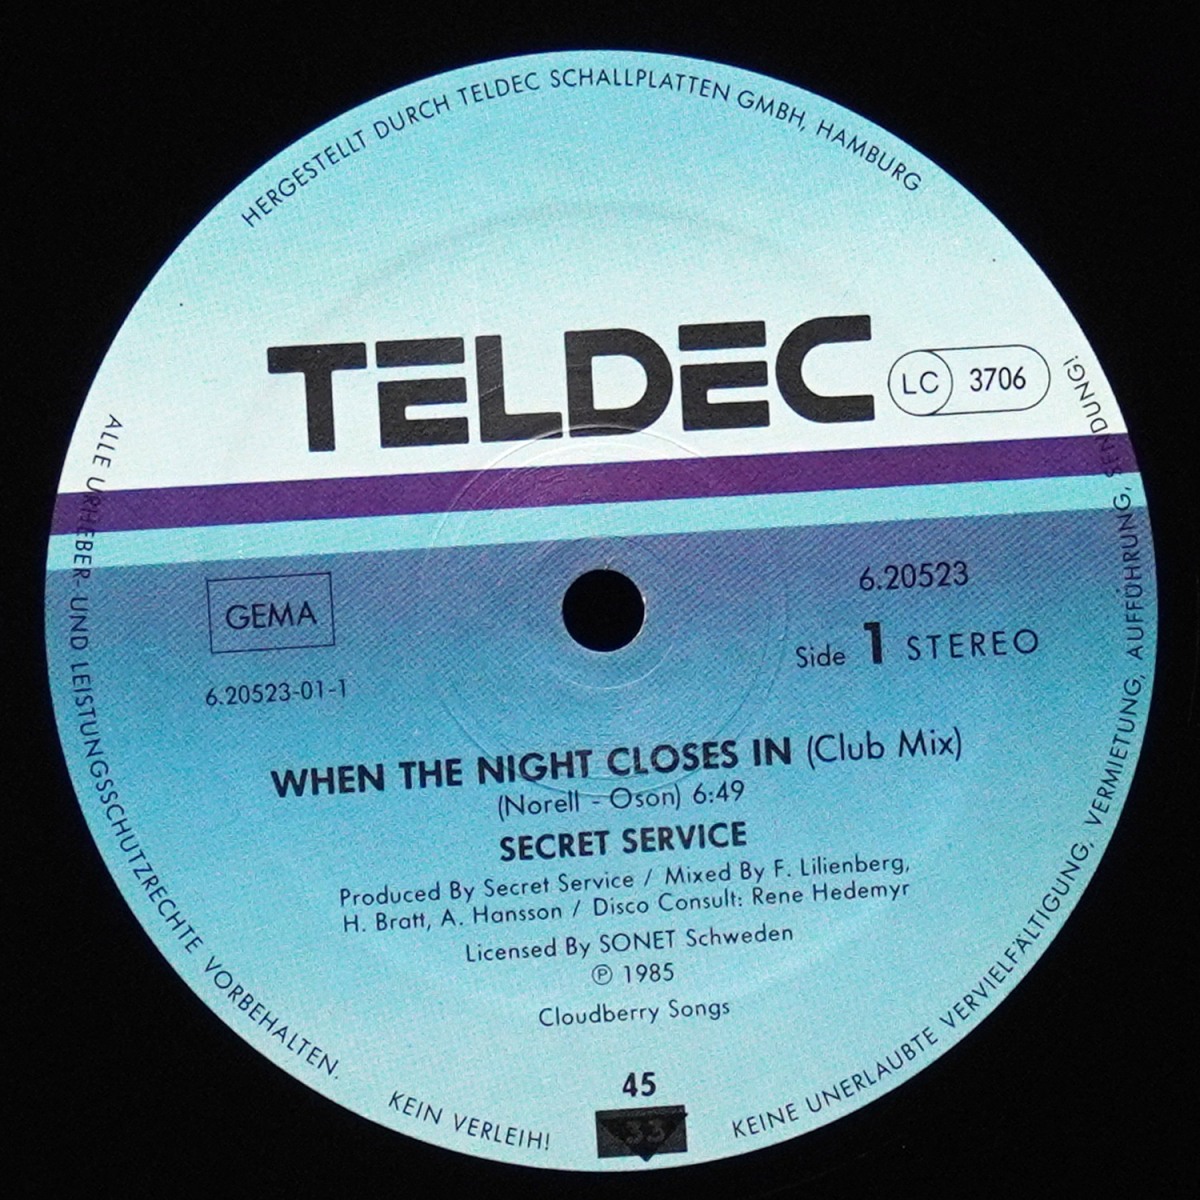 HERGESTELLT DURCH TELDEC SCHALLPLATTEN GMBH, HAMBURG
TELDEC
LC 3706
GEMA
6.20523
Side 1 STEREO
6.20523-01-1
WHEN THE NIGHT CLOSES IN (Club Mix)
(Norell - Oson) 6:49
SECRET SERVICE
Produced By Secret Service / Mixed By F. Lilienberg,
H. Bratt, A. Hansson / Disco Consult: Rene Hedemyr
Licensed By SONET Schweden
℗ 1985
Cloudberry Songs
45
33
ALLE URHEBER- UND LEISTUNGSSCHUTZRECHTE VORBEHALTEN.
KEIN VERLEIH!
KEINE UNERLAUBTE VERVIELFÄLTIGUNG, VERMIETUNG, AUFFÜHRUNG, SENDUNG!